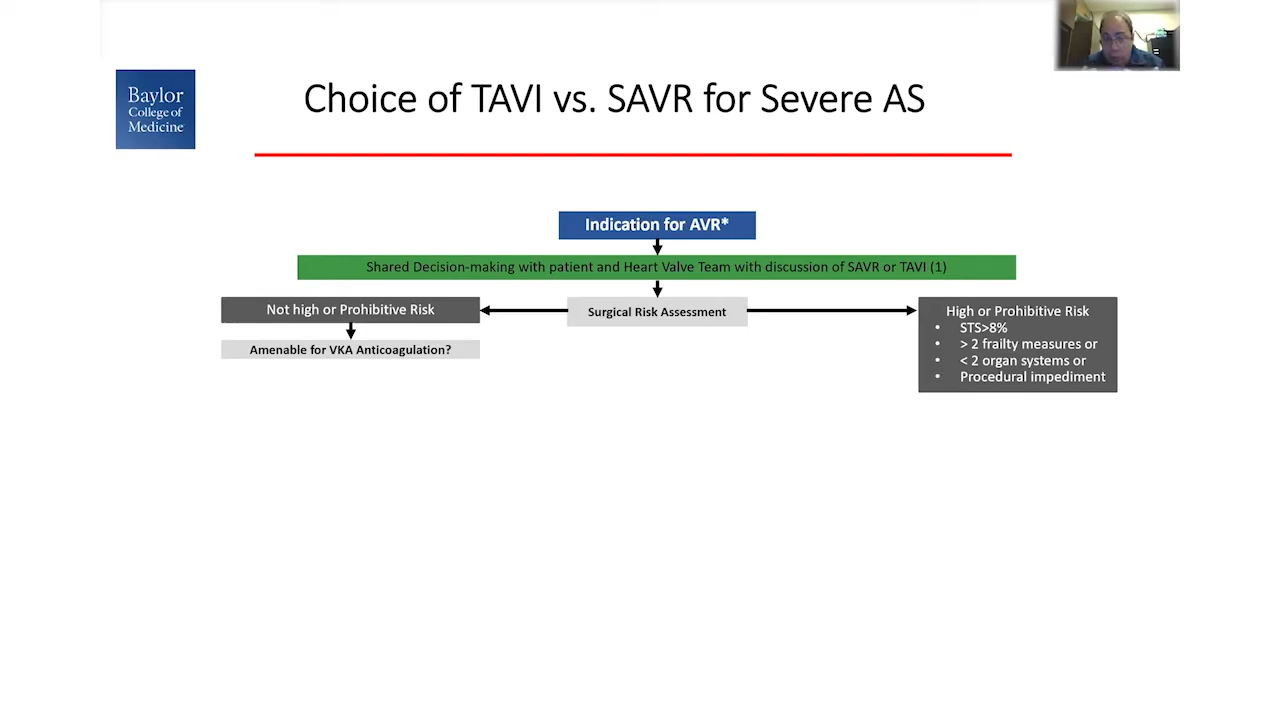 Baylor
College of
Medicine
Choice of TAVI vs. SAVR for Severe AS
Indication for AVR*
Shared Decision-making with patient and Heart Valve Team with discussion of SAVR or TAVI (1)
Not high or Prohibitive Risk
Surgical Risk Assessment
High or Prohibitive Risk
• STS>8%
• > 2 frailty measures or
• < 2 organ systems or
• Procedural impediment
Amenable for VKA Anticoagulation?